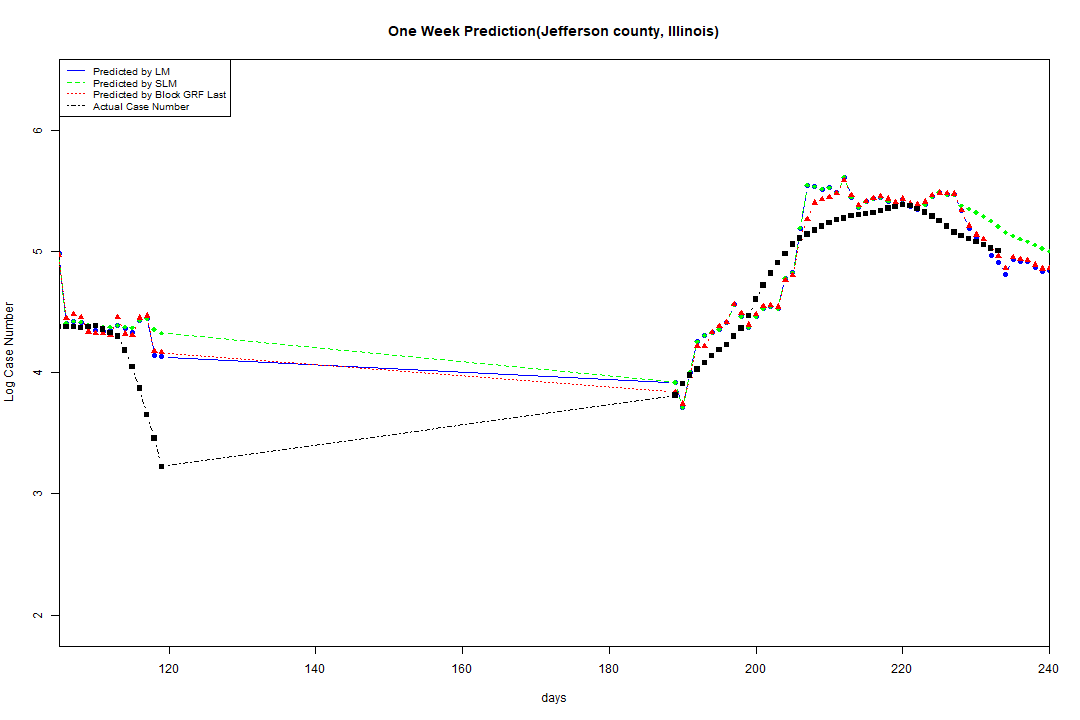 One Week Prediction(Jefferson county, Illinois)
Predicted by LM
Predicted by SLM
Predicted by Block GRF Last
Actual Case Number
6
5
4
3
2
Log Case Number
120 140 160 180 200 220 240
days